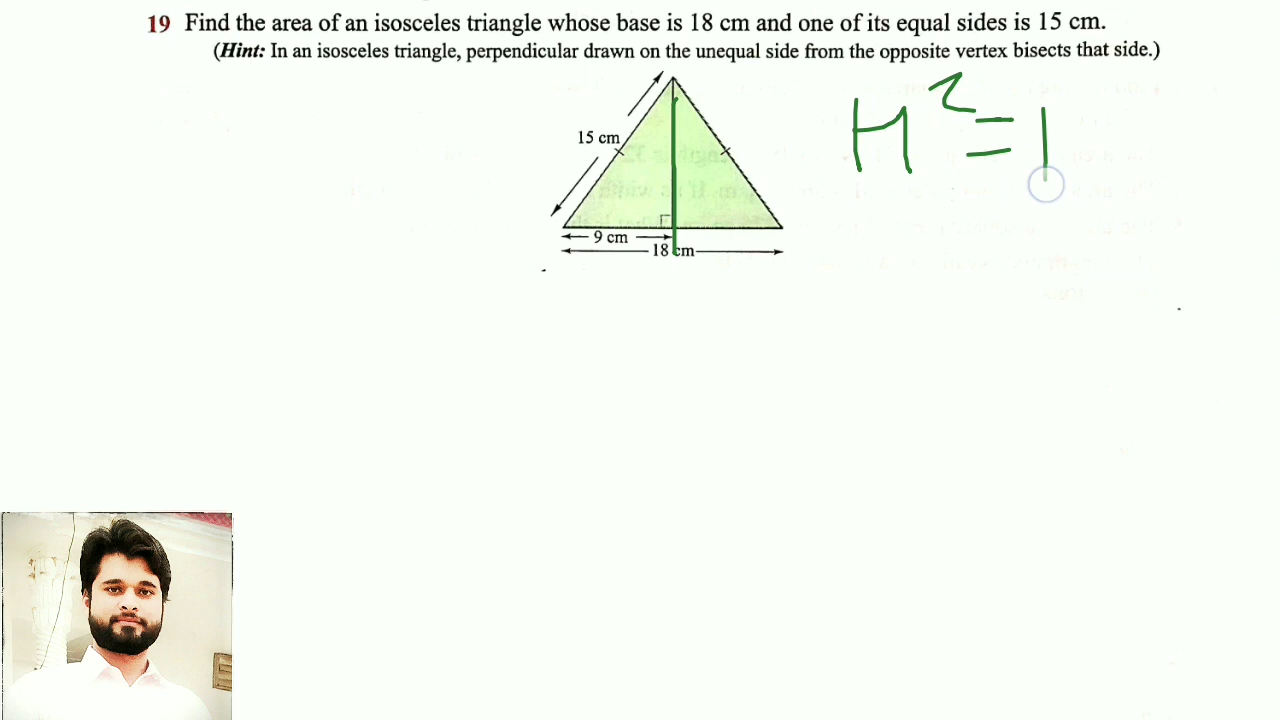 19 Find the area of an isosceles triangle whose base is 18 cm and one of its equal sides is 15 cm.
(Hint: In an isosceles triangle, perpendicular drawn on the unequal side from the opposite vertex bisects that side.)
H²=1
15 cm
9 cm
18 cm